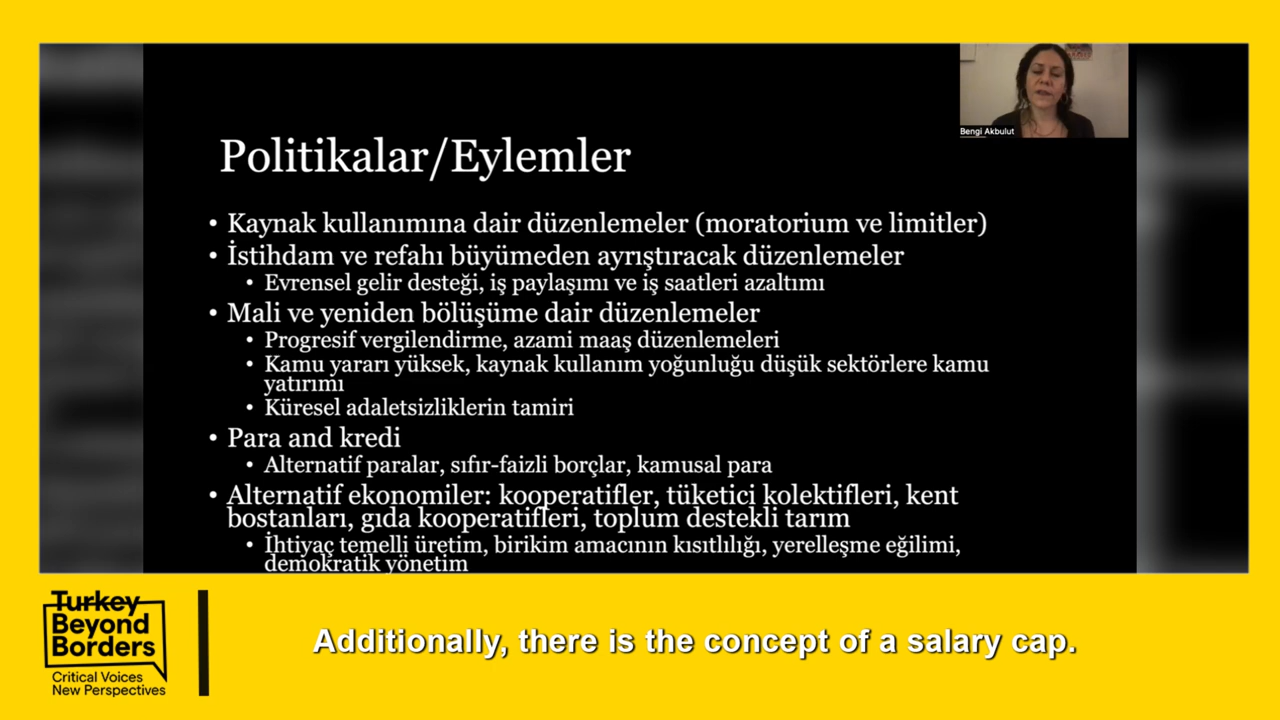 Bengi Akbulut
Politikalar/Eylemler
• Kaynak kullanımına dair düzenlemeler (moratorium ve limitler)
• İstihdam ve refahı büyümeden ayrıştıracak düzenlemeler
• Evrensel gelir desteği, iş paylaşımı ve iş saatleri azaltımı
• Mali ve yeniden bölüşüme dair düzenlemeler
• Progresif vergilendirme, azami maaş düzenlemeleri
• Kamu yararı yüksek, kaynak kullanım yoğunluğu düşük sektörlere kamu
yatırımı
• Küresel adaletsizliklerin tamiri
• Para and kredi
• Alternatif paralar, sıfır-faizli borçlar, kamusal para
• Alternatif ekonomiler: kooperatifler, tüketici kolektifleri, kent
bostanları, gıda kooperatifleri, toplum destekli tarım
• İhtiyaç temelli üretim, birikim amacının kısıtlılığı, yerelleşme eğilimi,
demokratik yönetim
Turkey
Beyond
Borders
Critical Voices
New Perspectives
Additionally, there is the concept of a salary cap.